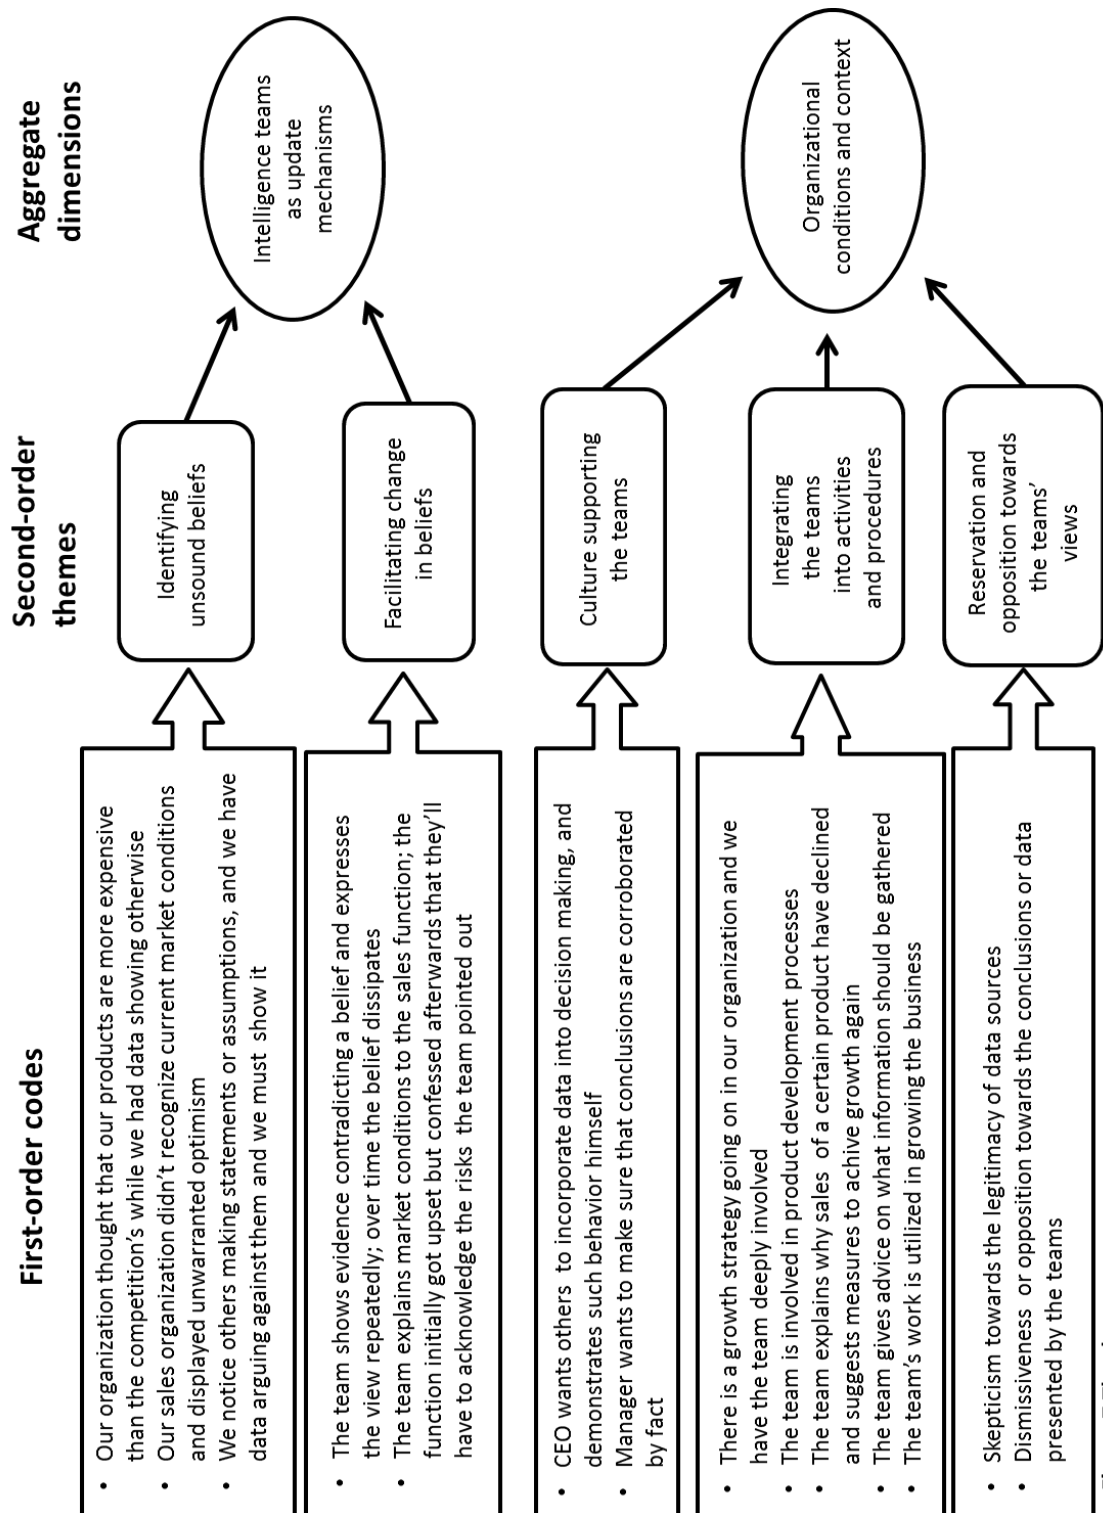 First-order codes
Second-order
themes
Aggregate
dimensions
• Our organization thought that our products are more expensive
than the competition's while we had data showing otherwise
• Our sales organization didn't recognize current market conditions
and displayed unwarranted optimism
• We notice others making statements or assumptions, and we have
data arguing against them and we must show it
Identifying
unsound beliefs
• The team shows evidence contradicting a belief and expresses
the view repeatedly; over time the belief dissipates
• The team explains market conditions to the sales function; the
function initially got upset but confessed afterwards that they'll
have to acknowledge the risks the team pointed out
Facilitating change
in beliefs
Intelligence teams
as update
mechanisms
• CEO wants others to incorporate data into decision making, and
demonstrates such behavior himself
• Manager wants to make sure that conclusions are corroborated
by fact
Culture supporting
the teams
• There is a growth strategy going on in our organization and we
have the team deeply involved
• The team is involved in product development processes
• The team explains why sales of a certain product have declined
and suggests measures to achive growth again
• The team gives advice on what information should be gathered
• The team's work is utilized in growing the business
Integrating
the teams
into activities
and procedures
• Skepticism towards the legitimacy of data sources
• Dismissiveness or opposition towards the conclusions or data
presented by the teams
Reservation and
opposition towards
the teams'
views
Organizational
conditions and context